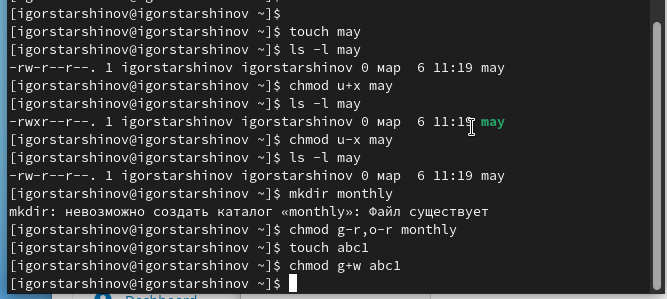 [igorstarshinov@igorstarshinov ~]$
[igorstarshinov@igorstarshinov ~]$ touch may
[igorstarshinov@igorstarshinov ~]$ ls -l may
-rw-r--r--. 1 igorstarshinov igorstarshinov 0 мар  6 11:19 may
[igorstarshinov@igorstarshinov ~]$ chmod u+x may
[igorstarshinov@igorstarshinov ~]$ ls -l may
-rwxr--r--. 1 igorstarshinov igorstarshinov 0 мар  6 11:19 may
[igorstarshinov@igorstarshinov ~]$ chmod u-x may
[igorstarshinov@igorstarshinov ~]$ ls -l may
-rw-r--r--. 1 igorstarshinov igorstarshinov 0 мар  6 11:19 may
[igorstarshinov@igorstarshinov ~]$ mkdir monthly
mkdir: невозможно создать каталог «monthly»: Файл существует
[igorstarshinov@igorstarshinov ~]$ chmod g-r,o-r monthly
[igorstarshinov@igorstarshinov ~]$ touch abc1
[igorstarshinov@igorstarshinov ~]$ chmod g+w abc1
[igorstarshinov@igorstarshinov ~]$
Dashboard